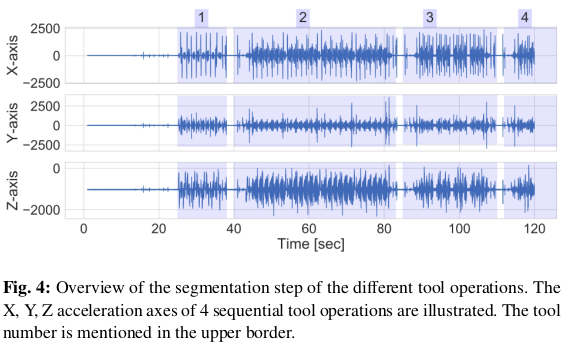 1 2 3 4
2500
0
−2500
X-axis
2500
0
−2500
Y-axis
0
−2000
Z-axis
0 20 40 60 80 100 120
Time [sec]
Fig. 4: Overview of the segmentation step of the different tool operations. The
X, Y, Z acceleration axes of 4 sequential tool operations are illustrated. The tool
number is mentioned in the upper border.